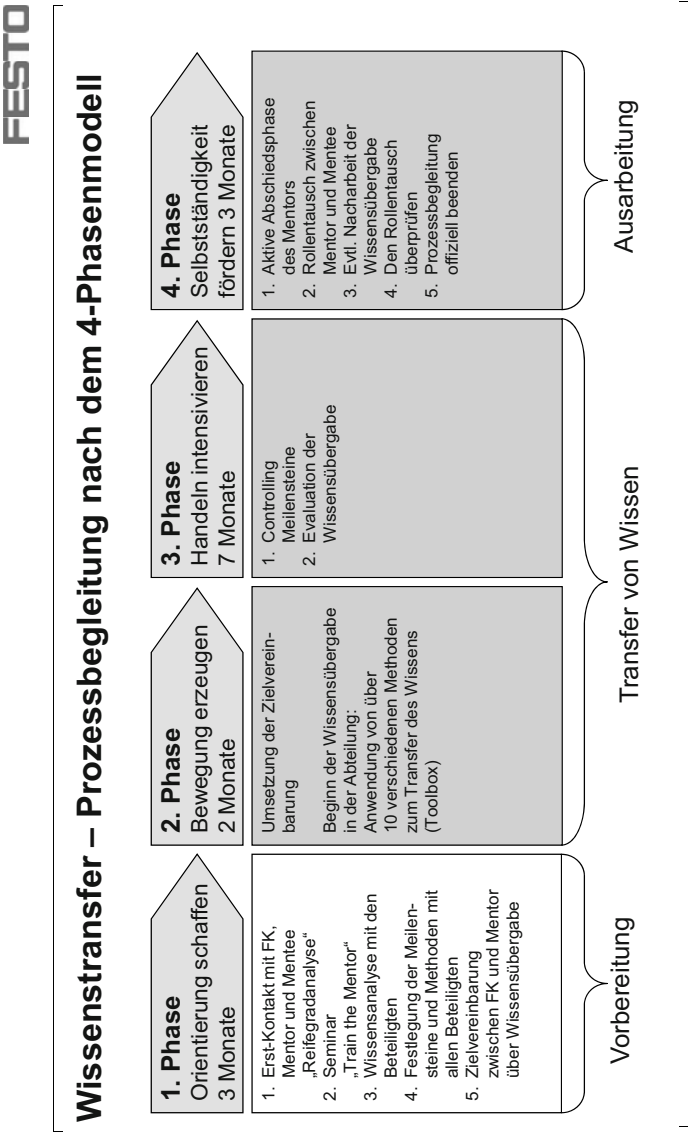 FESTO
Wissenstransfer – Prozessbegleitung nach dem 4-Phasenmodell
1. Phase
Orientierung schaffen
3 Monate
1. Erst-Kontakt mit FK,
Mentor und Mentee
„Reifegradanalyse“
2. Seminar
„Train the Mentor“
3. Wissensanalyse mit den
Beteiligten
4. Festlegung der Meilen-
steine und Methoden mit
allen Beteiligten
5. Zielvereinbarung
zwischen FK und Mentor
über Wissensübergabe
Vorbereitung
2. Phase
Bewegung erzeugen
2 Monate
Umsetzung der Zielverein-
barung
Beginn der Wissensübergabe
in der Abteilung:
Anwendung von über
10 verschiedenen Methoden
zum Transfer des Wissens
(Toolbox)
3. Phase
Handeln intensivieren
7 Monate
1. Controlling
Meilensteine
2. Evaluation der
Wissensübergabe
Transfer von Wissen
4. Phase
Selbstständigkeit
fördern 3 Monate
1. Aktive Abschiedsphase
des Mentors
2. Rollentausch zwischen
Mentor und Mentee
3. Evtl. Nacharbeit der
Wissensübergabe
4. Den Rollentausch
überprüfen
5. Prozessbegleitung
offiziell beenden
Ausarbeitung